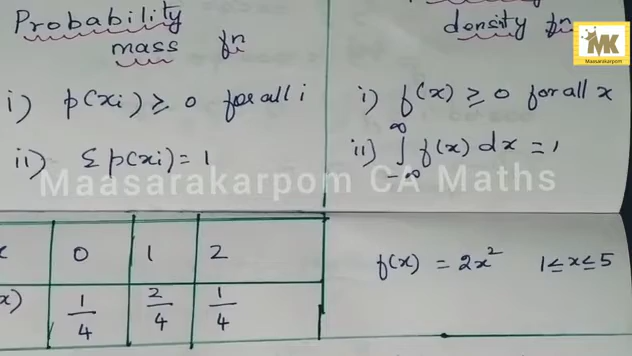 Probability
mass fn
i) p(xi) ≥ 0 for all i
ii) Σ p(xi) = 1
density fn
i) f(x) ≥ 0 for all x
ii) ∫_{-∞}^{∞} f(x) dx = 1
MK
Maasarakarpom
Maasarakarpom CA Maths
x 0 1 2
x) 1/4 2/4 1/4
f(x) = 2x² 1 ≤ x ≤ 5